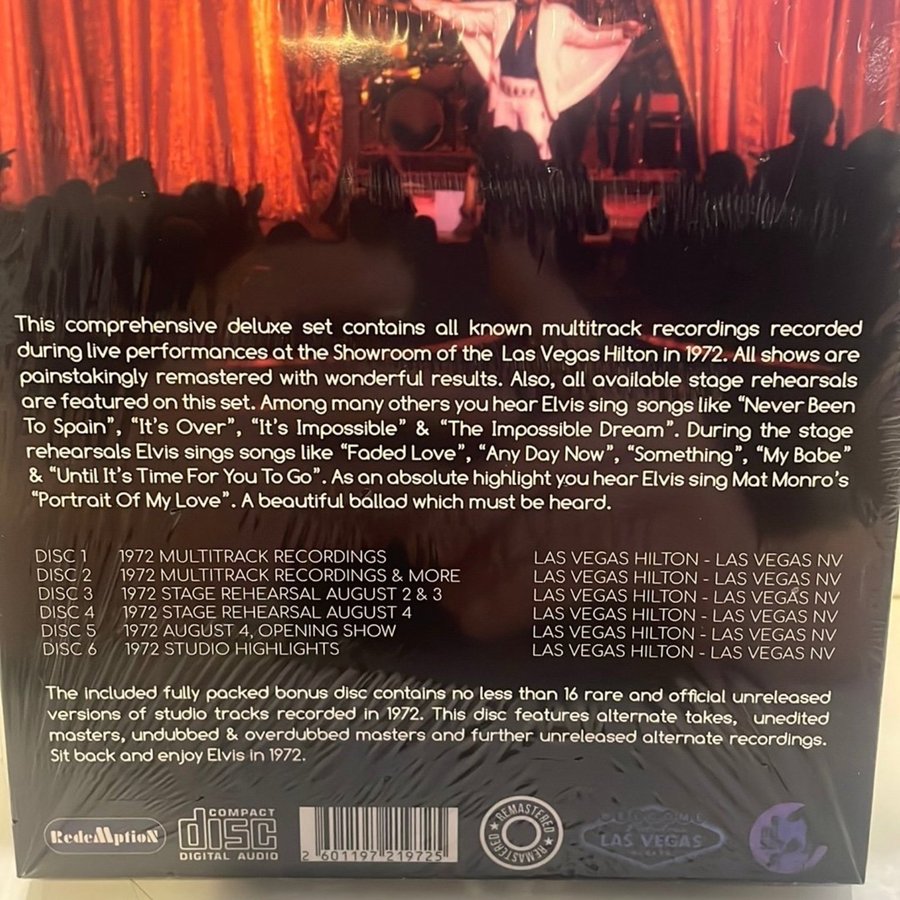 This comprehensive deluxe set contains all known multitrack recordings recorded
during live performances at the Showroom of the Las Vegas Hilton in 1972. All shows are
painstakingly remastered with wonderful results. Also, all available stage rehearsals
are featured on this set. Among many others you hear Elvis sing songs like “Never Been
To Spain”, “It’s Over”, “It’s Impossible” & “The Impossible Dream”. During the stage
rehearsals Elvis sings songs like “Faded Love”, “Any Day Now”, “Something”, “My Babe”
& “Until It’s Time For You To Go”. As an absolute highlight you hear Elvis sing Mat Monro’s
“Portrait Of My Love”. A beautiful ballad which must be heard.
DISC 1 1972 MULTITRACK RECORDINGS LAS VEGAS HILTON - LAS VEGAS NV
DISC 2 1972 MULTITRACK RECORDINGS & MORE LAS VEGAS HILTON - LAS VEGAS NV
DISC 3 1972 STAGE REHEARSAL AUGUST 2 & 3 LAS VEGAS HILTON - LAS VEGAS NV
DISC 4 1972 STAGE REHEARSAL AUGUST 4 LAS VEGAS HILTON - LAS VEGAS NV
DISC 5 1972 AUGUST 4, OPENING SHOW LAS VEGAS HILTON - LAS VEGAS NV
DISC 6 1972 STUDIO HIGHLIGHTS LAS VEGAS HILTON - LAS VEGAS NV
The included fully packed bonus disc contains no less than 16 rare and official unreleased
versions of studio tracks recorded in 1972. This disc features alternate takes, unedited
masters, undubbed & overdubbed masters and further unreleased alternate recordings.
Sit back and enjoy Elvis in 1972.
RedeMptioN
COMPACT
disc
DIGITAL AUDIO
2 601197 219725
REMASTERED
REMASTERED
WELCOME
LAS VEGAS